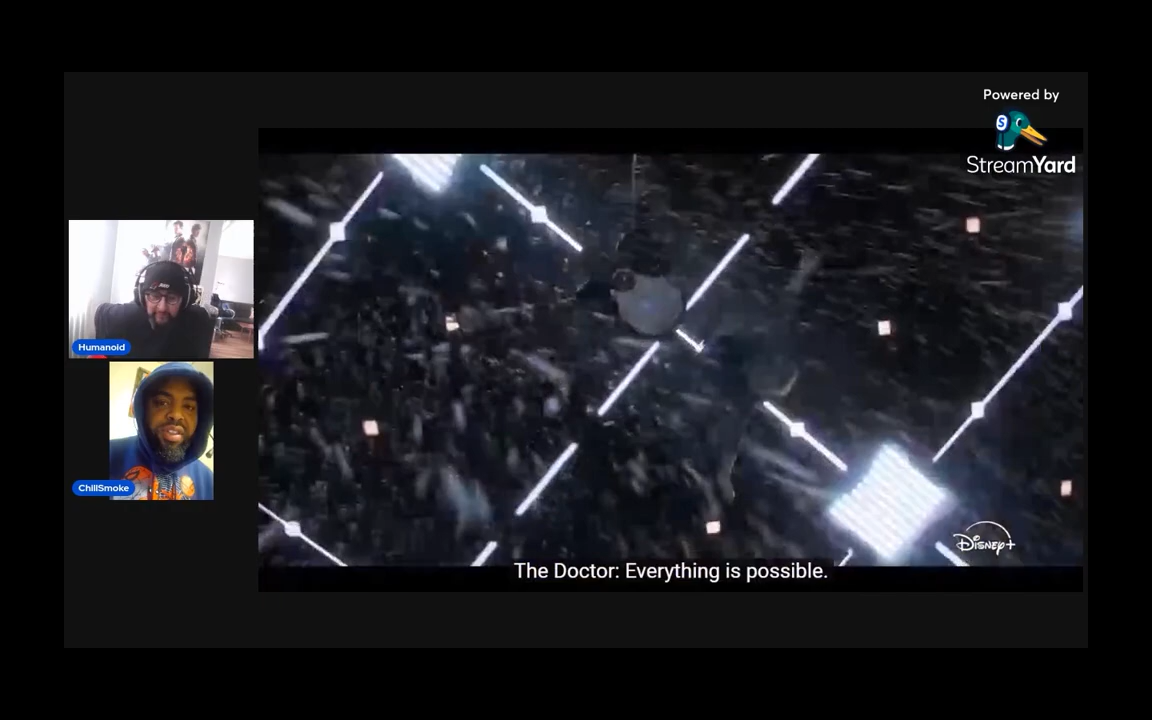 Powered by
StreamYard
Humanoid
ChillSmoke
Disney+
The Doctor: Everything is possible.